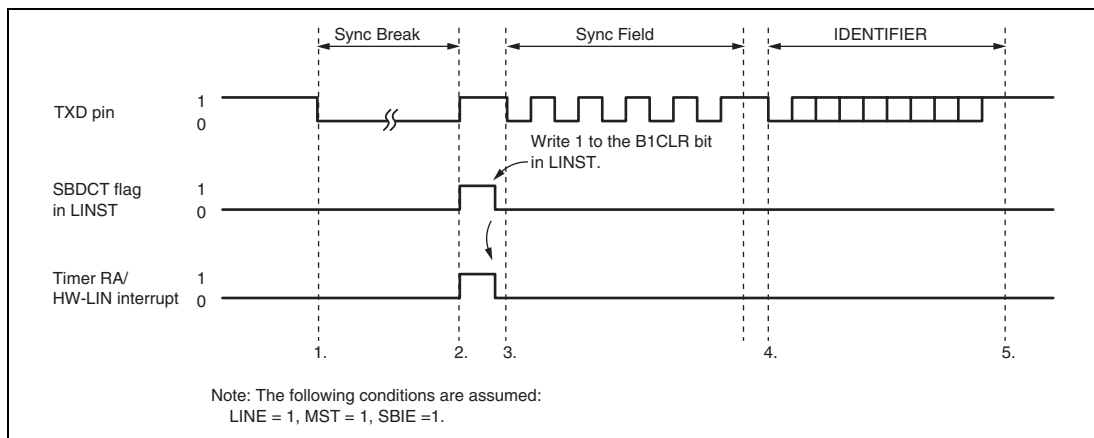 Sync Break
Sync Field
IDENTIFIER
TXD pin
1
0
Write 1 to the B1CLR bit
in LINST.
SBDCT flag
in LINST
1
0
Timer RA/
HW-LIN interrupt
1
0
1.
2.
3.
4.
5.
Note: The following conditions are assumed:
LINE = 1, MST = 1, SBIE =1.